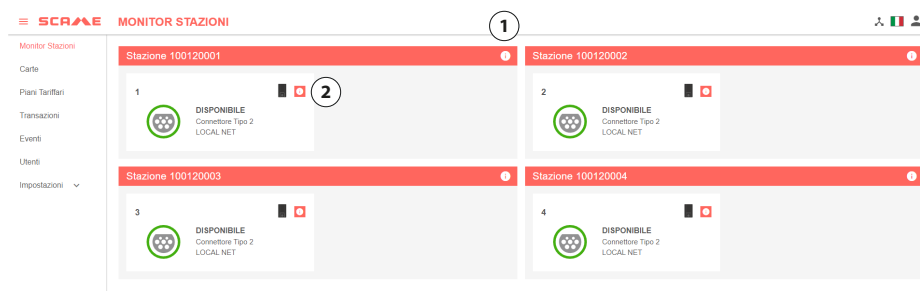 SCAME MONITOR STAZIONI
1
Monitor Stazioni
Carte
Piani Tariffari
Transazioni
Eventi
Utenti
Impostazioni
Stazione 100120001
1
2
DISPONIBILE
Connettore Tipo 2
LOCAL NET
Stazione 100120002
2
DISPONIBILE
Connettore Tipo 2
LOCAL NET
Stazione 100120003
3
DISPONIBILE
Connettore Tipo 2
LOCAL NET
Stazione 100120004
4
DISPONIBILE
Connettore Tipo 2
LOCAL NET